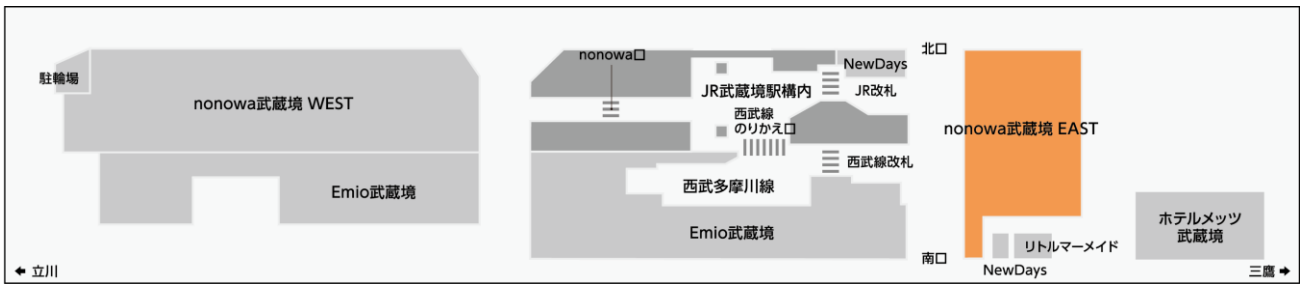 駐輪場
nonowa武蔵境 WEST
Emio武蔵境
← 立川
nonowa口
JR武蔵境駅構内
西武線
のりかえ口
NewDays
JR改札
西武線改札
西武多摩川線
Emio武蔵境
北口
nonowa武蔵境 EAST
南口
リトルマーメイド
NewDays
ホテルメッツ
武蔵境
三鷹 →